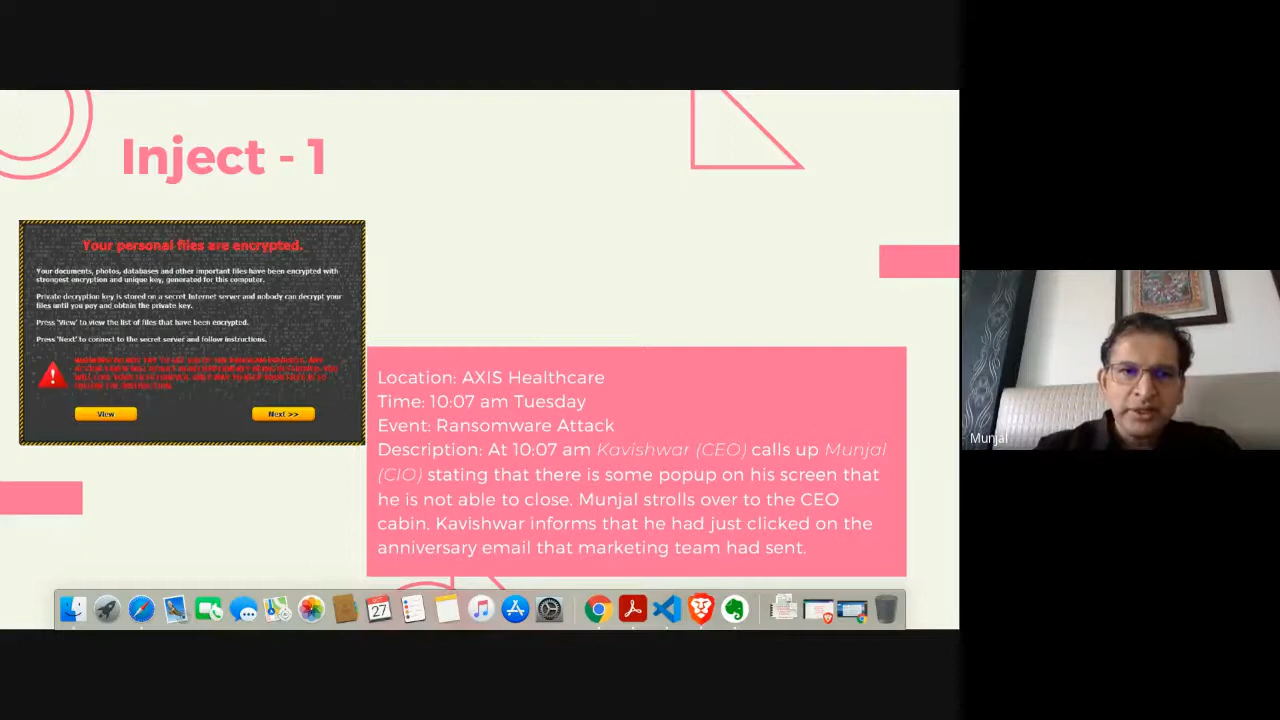 Inject - 1
Your personal files are encrypted.
Your documents, photos, databases and other important files have been encrypted with
strongest encryption and unique key, generated for this computer.
Private decryption key is stored on a secret Internet server and nobody can decrypt your
files until you pay and obtain the private key.
Press 'View' to view the list of files that have been encrypted.
Press 'Next' to connect to the secret server and follow instructions.
View
Next >>
Location: AXIS Healthcare
Time: 10:07 am Tuesday
Event: Ransomware Attack
Description: At 10:07 am Kavishwar (CEO) calls up Munjal
(CIO) stating that there is some popup on his screen that
he is not able to close. Munjal strolls over to the CEO
cabin. Kavishwar informs that he had just clicked on the
anniversary email that marketing team had sent.
27
Munjal